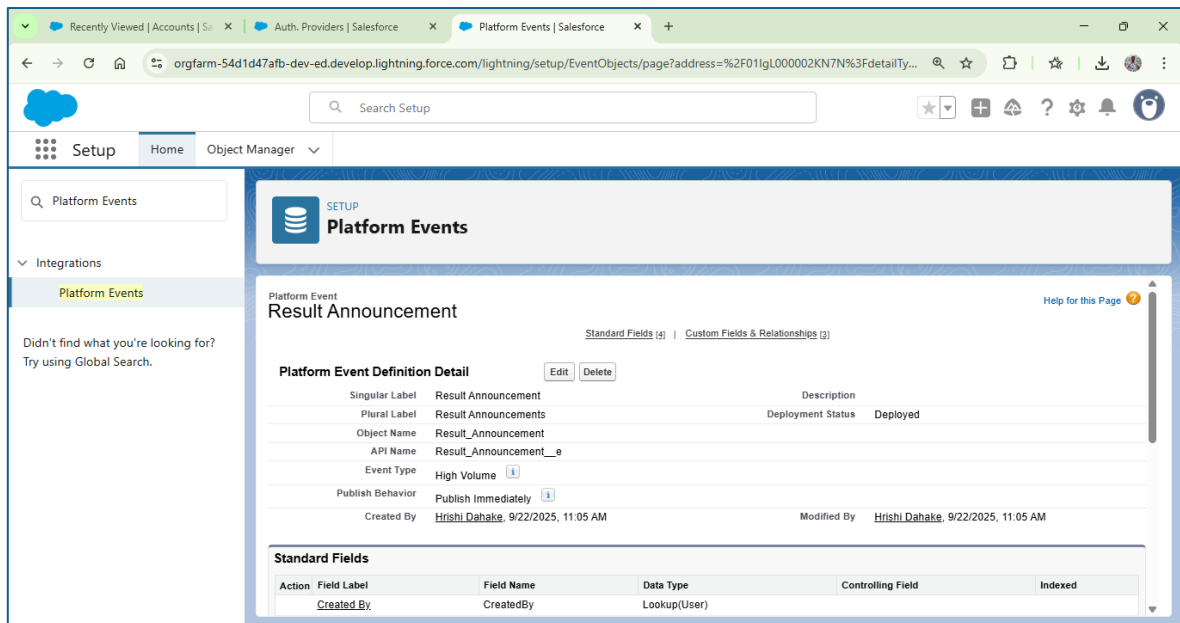 Recently Viewed | Accounts | Sa
Auth. Providers | Salesforce
Platform Events | Salesforce
orgfarm-54d1d47afb-dev-ed.develop.lightning.force.com/lightning/setup/EventObjects/page?address=%2F01IgL000002KN7N%3FdetailTy...
Search Setup
Setup
Home
Object Manager
Platform Events
Integrations
Platform Events
Didn't find what you're looking for?
Try using Global Search.
SETUP
Platform Events
Platform Event
Result Announcement
Help for this Page
Standard Fields [4] | Custom Fields & Relationships [3]
Platform Event Definition Detail Edit Delete
Singular Label Result Announcement Description
Plural Label Result Announcements Deployment Status Deployed
Object Name Result_Announcement
API Name Result_Announcement__e
Event Type High Volume i
Publish Behavior Publish Immediately i
Created By Hrishi Dahake, 9/22/2025, 11:05 AM Modified By Hrishi Dahake, 9/22/2025, 11:05 AM
Standard Fields
Action Field Label Field Name Data Type Controlling Field Indexed
Created By CreatedBy Lookup(User)